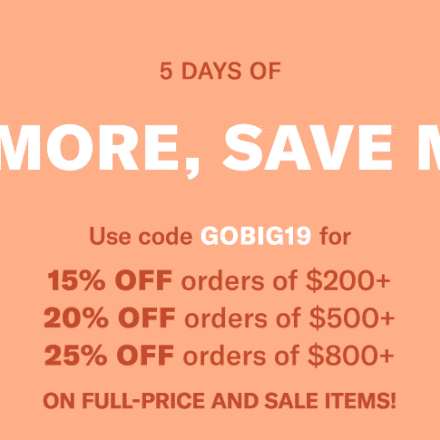 5 DAYS OF
MORE, SAVE
Use code GOBIG19 for
15% OFF orders of $200+
20% OFF orders of $500+
25% OFF orders of $800+
ON FULL-PRICE AND SALE ITEMS!